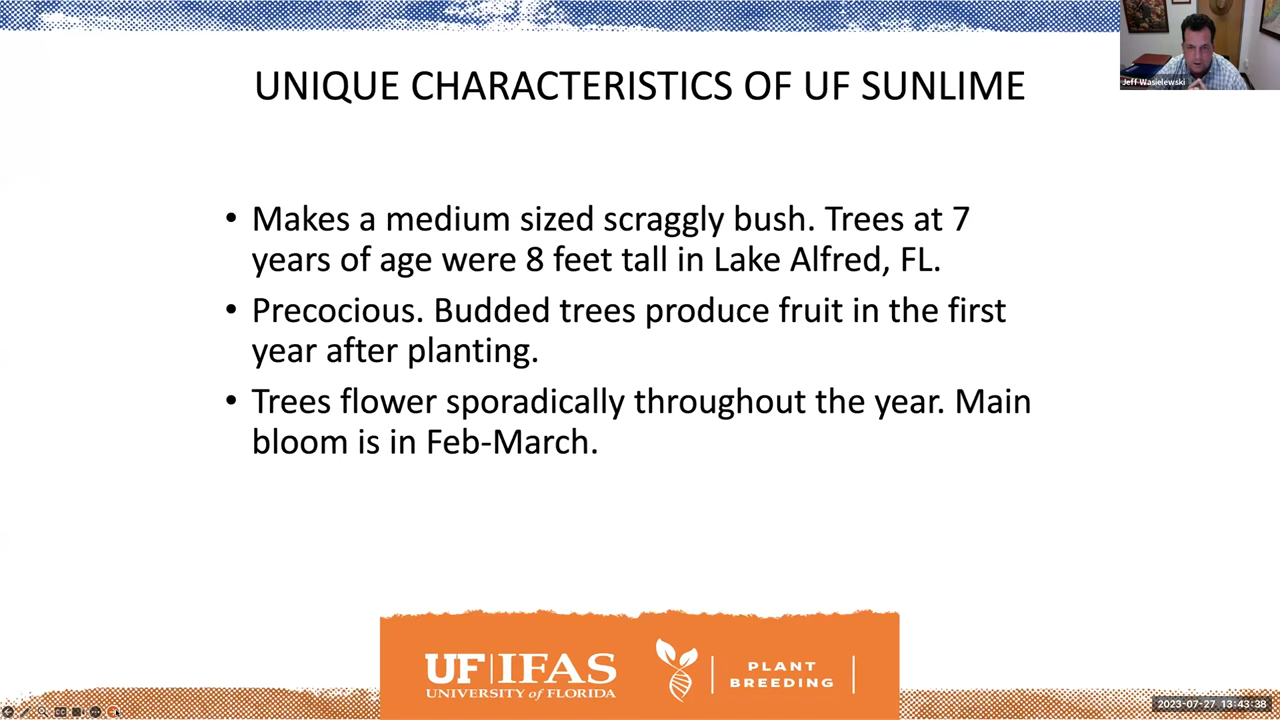 Jeff Wasielewski
UNIQUE CHARACTERISTICS OF UF SUNLIME
• Makes a medium sized scraggly bush. Trees at 7
years of age were 8 feet tall in Lake Alfred, FL.
• Precocious. Budded trees produce fruit in the first
year after planting.
• Trees flower sporadically throughout the year. Main
bloom is in Feb-March.
UF|IFAS
UNIVERSITY of FLORIDA
PLANT
BREEDING
2023-07-27 13:43:38